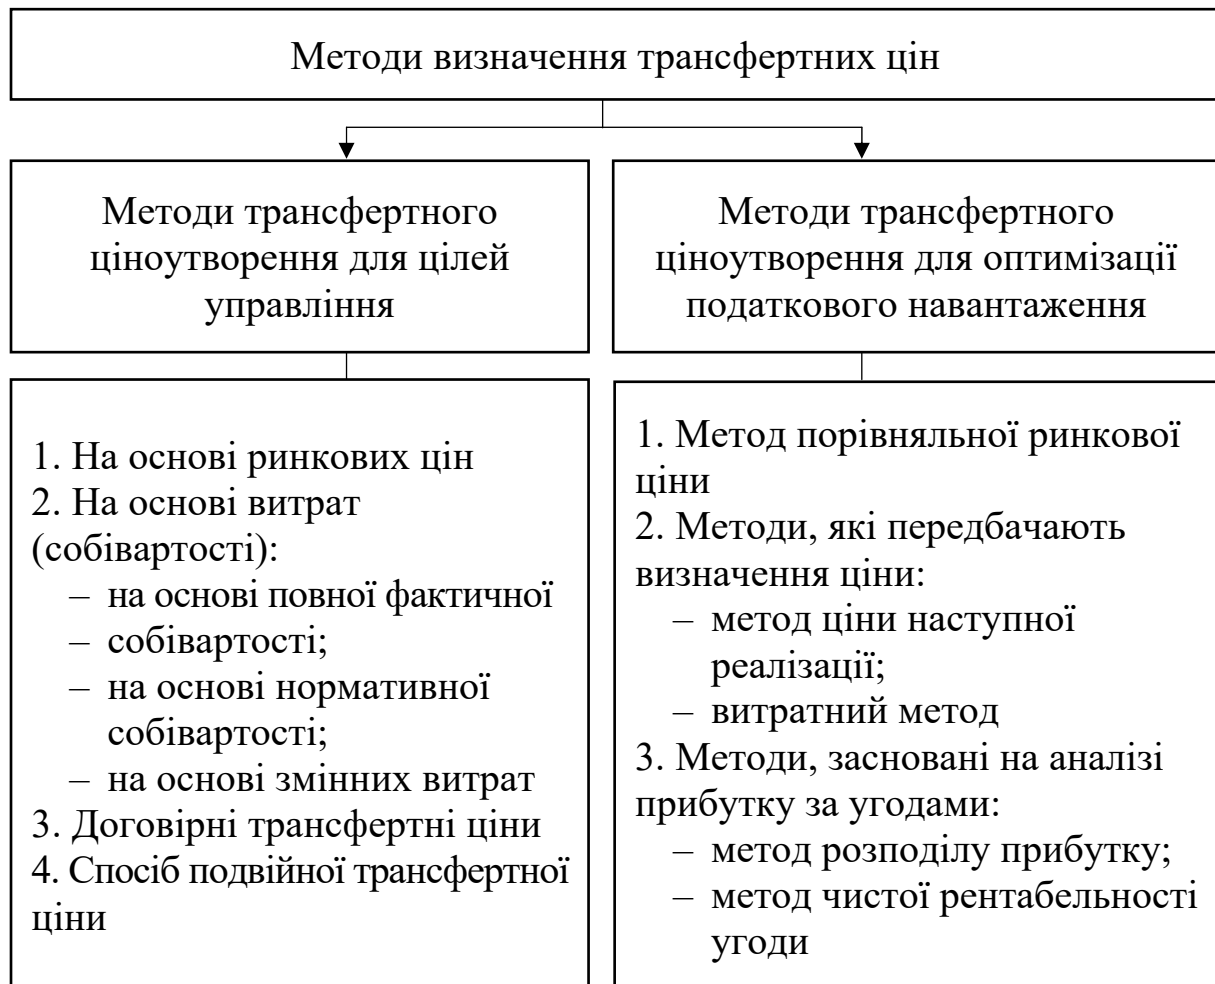 Методи визначення трансфертних цін
Методи трансфертного
ціноутворення для цілей
управління
Методи трансфертного
ціноутворення для оптимізації
податкового навантаження
1. На основі ринкових цін
2. На основі витрат
(собівартості):
– на основі повної фактичної
– собівартості;
– на основі нормативної
собівартості;
– на основі змінних витрат
3. Договірні трансфертні ціни
4. Спосіб подвійної трансфертної
ціни
1. Метод порівняльної ринкової
ціни
2. Методи, які передбачають
визначення ціни:
– метод ціни наступної
реалізації;
– витратний метод
3. Методи, засновані на аналізі
прибутку за угодами:
– метод розподілу прибутку;
– метод чистої рентабельності
угоди